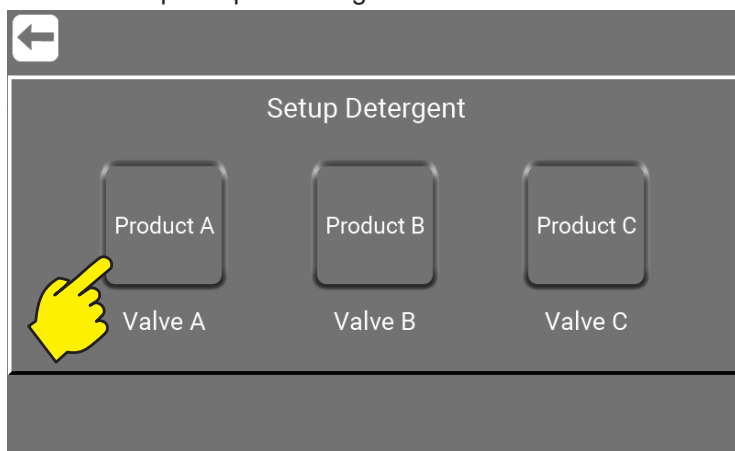 Setup Detergent
Product A Product B Product C
Valve A Valve B Valve C